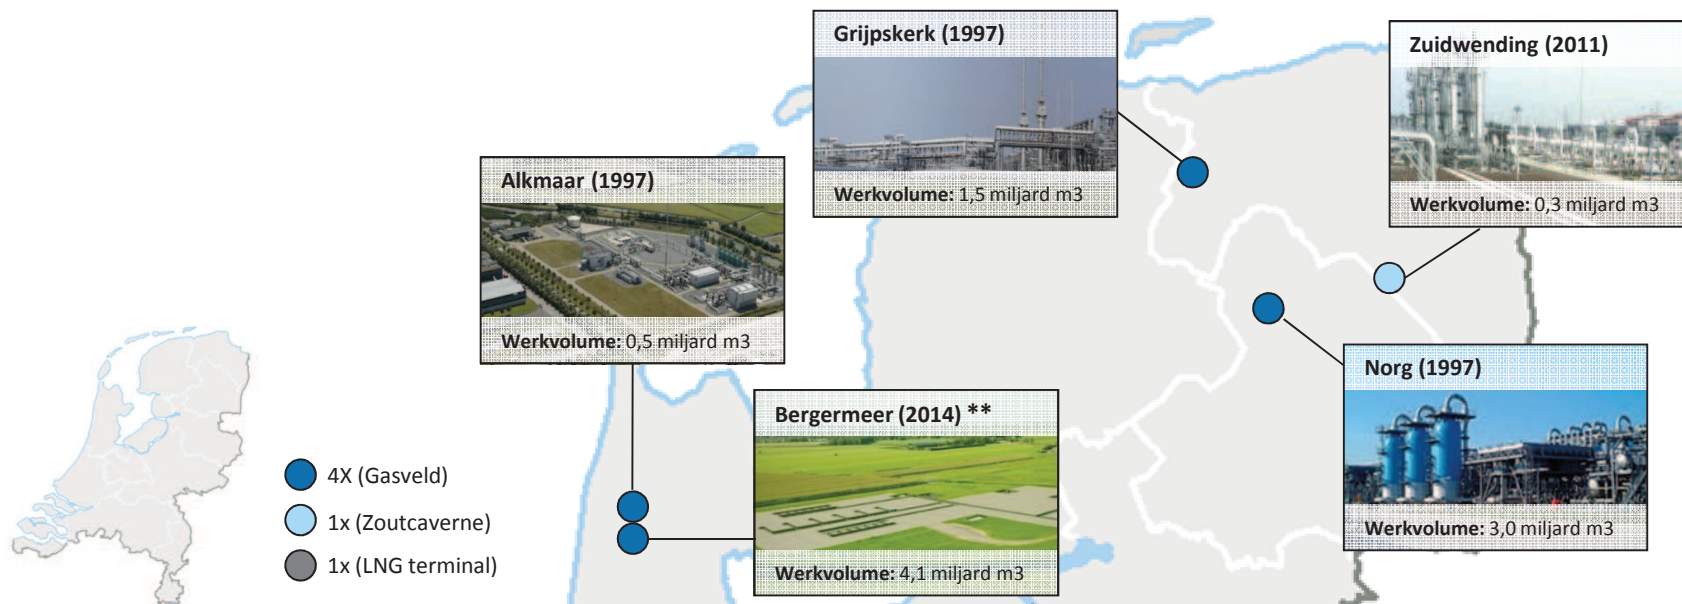 Grijpskerk (1997)
Werkvolume: 1,5 miljard m3
Zuidwending (2011)
Werkvolume: 0,3 miljard m3
Alkmaar (1997)
Werkvolume: 0,5 miljard m3
Norg (1997)
Werkvolume: 3,0 miljard m3
Bergermeer (2014) **
Werkvolume: 4,1 miljard m3
4X (Gasveld)
1x (Zoutcaverne)
1x (LNG terminal)